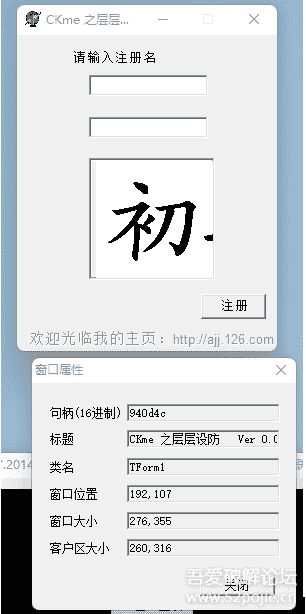 CKme 之层层...
请输入注册名
初
注册
欢迎光临我的主页：http://ajj.126.com
窗口属性
句柄(16进制) 940d4c
标题 CKme 之层层设防 Ver 0.0
类名 TForm1
窗口位置 192,107
窗口大小 276,355
客户区大小 260,316
关闭
吾爱破解论坛
www.52pojie.cn